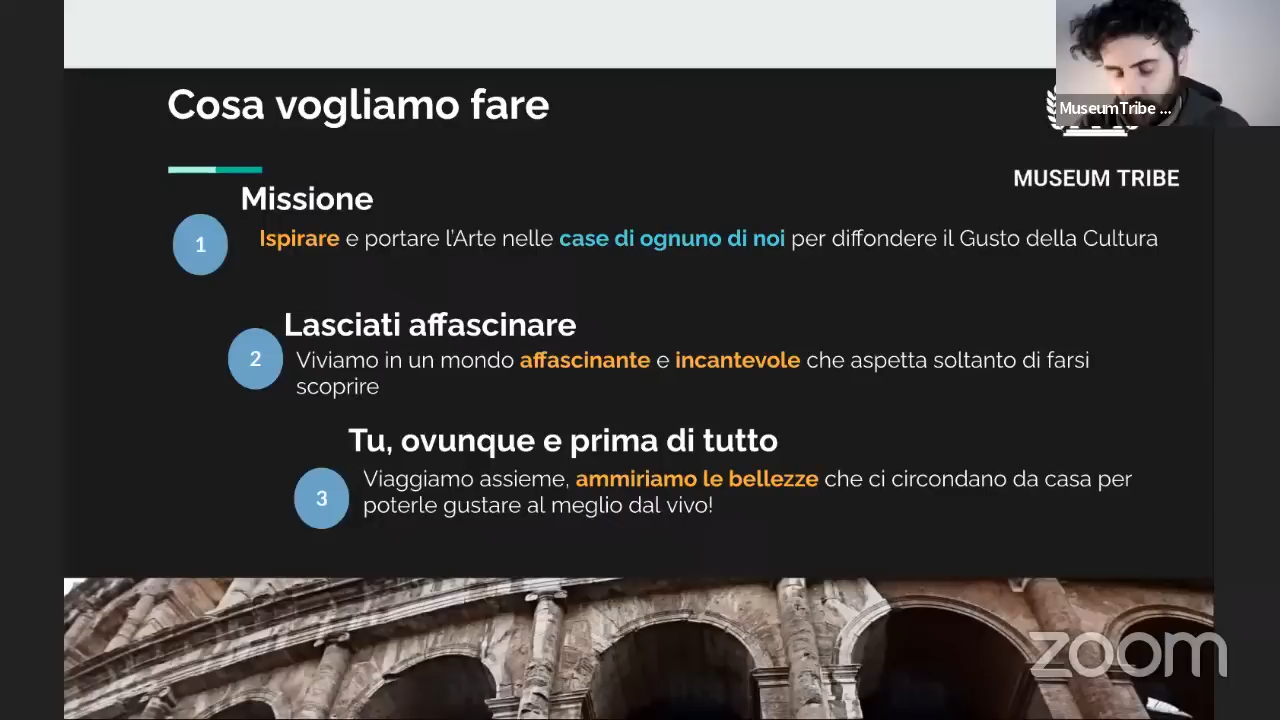 Cosa vogliamo fare
MuseumTribe ...
MUSEUM TRIBE
Missione
1
Ispirare e portare l'Arte nelle case di ognuno di noi per diffondere il Gusto della Cultura
Lasciati affascinare
2
Viviamo in un mondo affascinante e incantevole che aspetta soltanto di farsi
scoprire
Tu, ovunque e prima di tutto
3
Viaggiamo assieme, ammiriamo le bellezze che ci circondano da casa per
poterle gustare al meglio dal vivo!
zoom